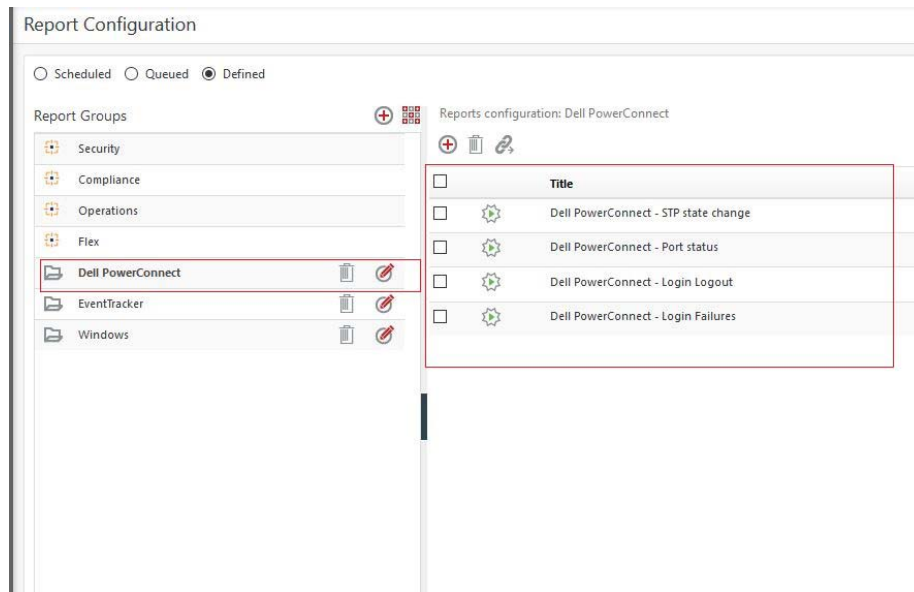 Report Configuration
Scheduled Queued Defined
Report Groups
Security
Compliance
Operations
Flex
Dell PowerConnect
EventTracker
Windows
Reports configuration: Dell PowerConnect
Title
Dell PowerConnect - STP state change
Dell PowerConnect - Port status
Dell PowerConnect - Login Logout
Dell PowerConnect - Login Failures